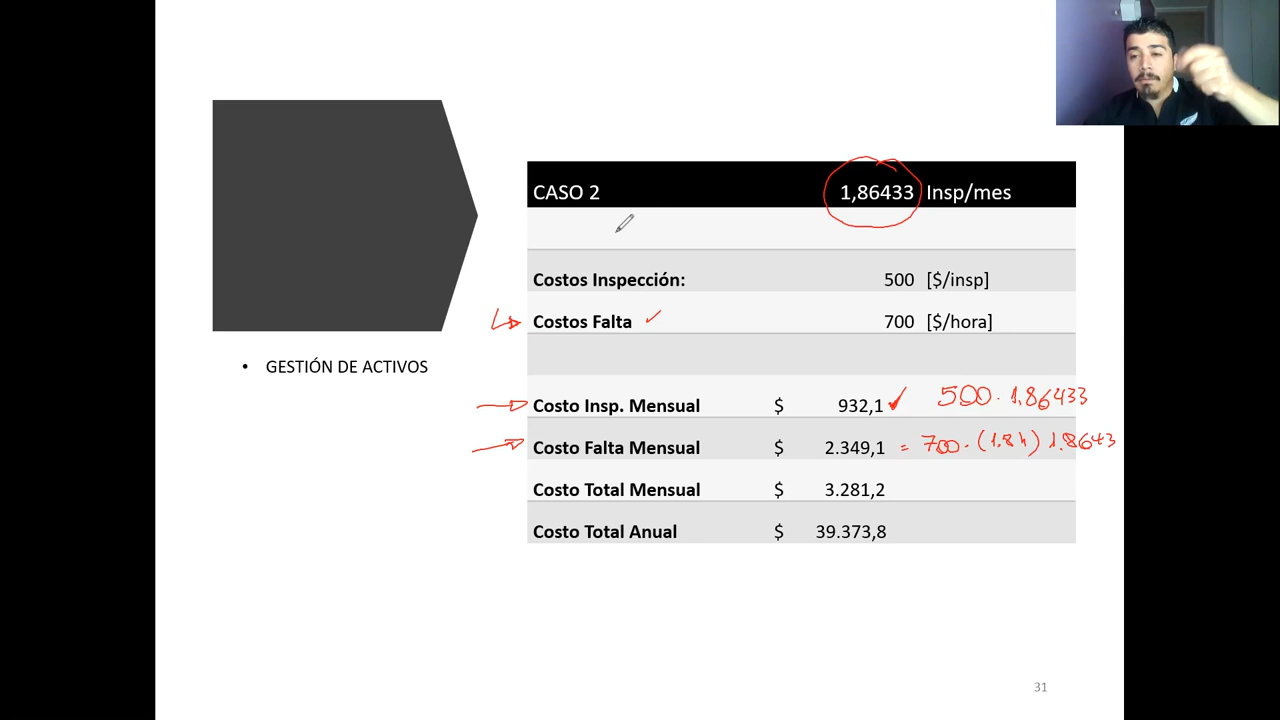 CASO 2 1,86433 Insp/mes
Costos Inspección: 500 [$/insp]
Costos Falta ✓ 700 [$/hora]
• GESTIÓN DE ACTIVOS
Costo Insp. Mensual $ 932,1 ✓ 500 · 1.86433
Costo Falta Mensual $ 2.349,1 = 700 · (1.8 h) 1.8643
Costo Total Mensual $ 3.281,2
Costo Total Anual $ 39.373,8
31